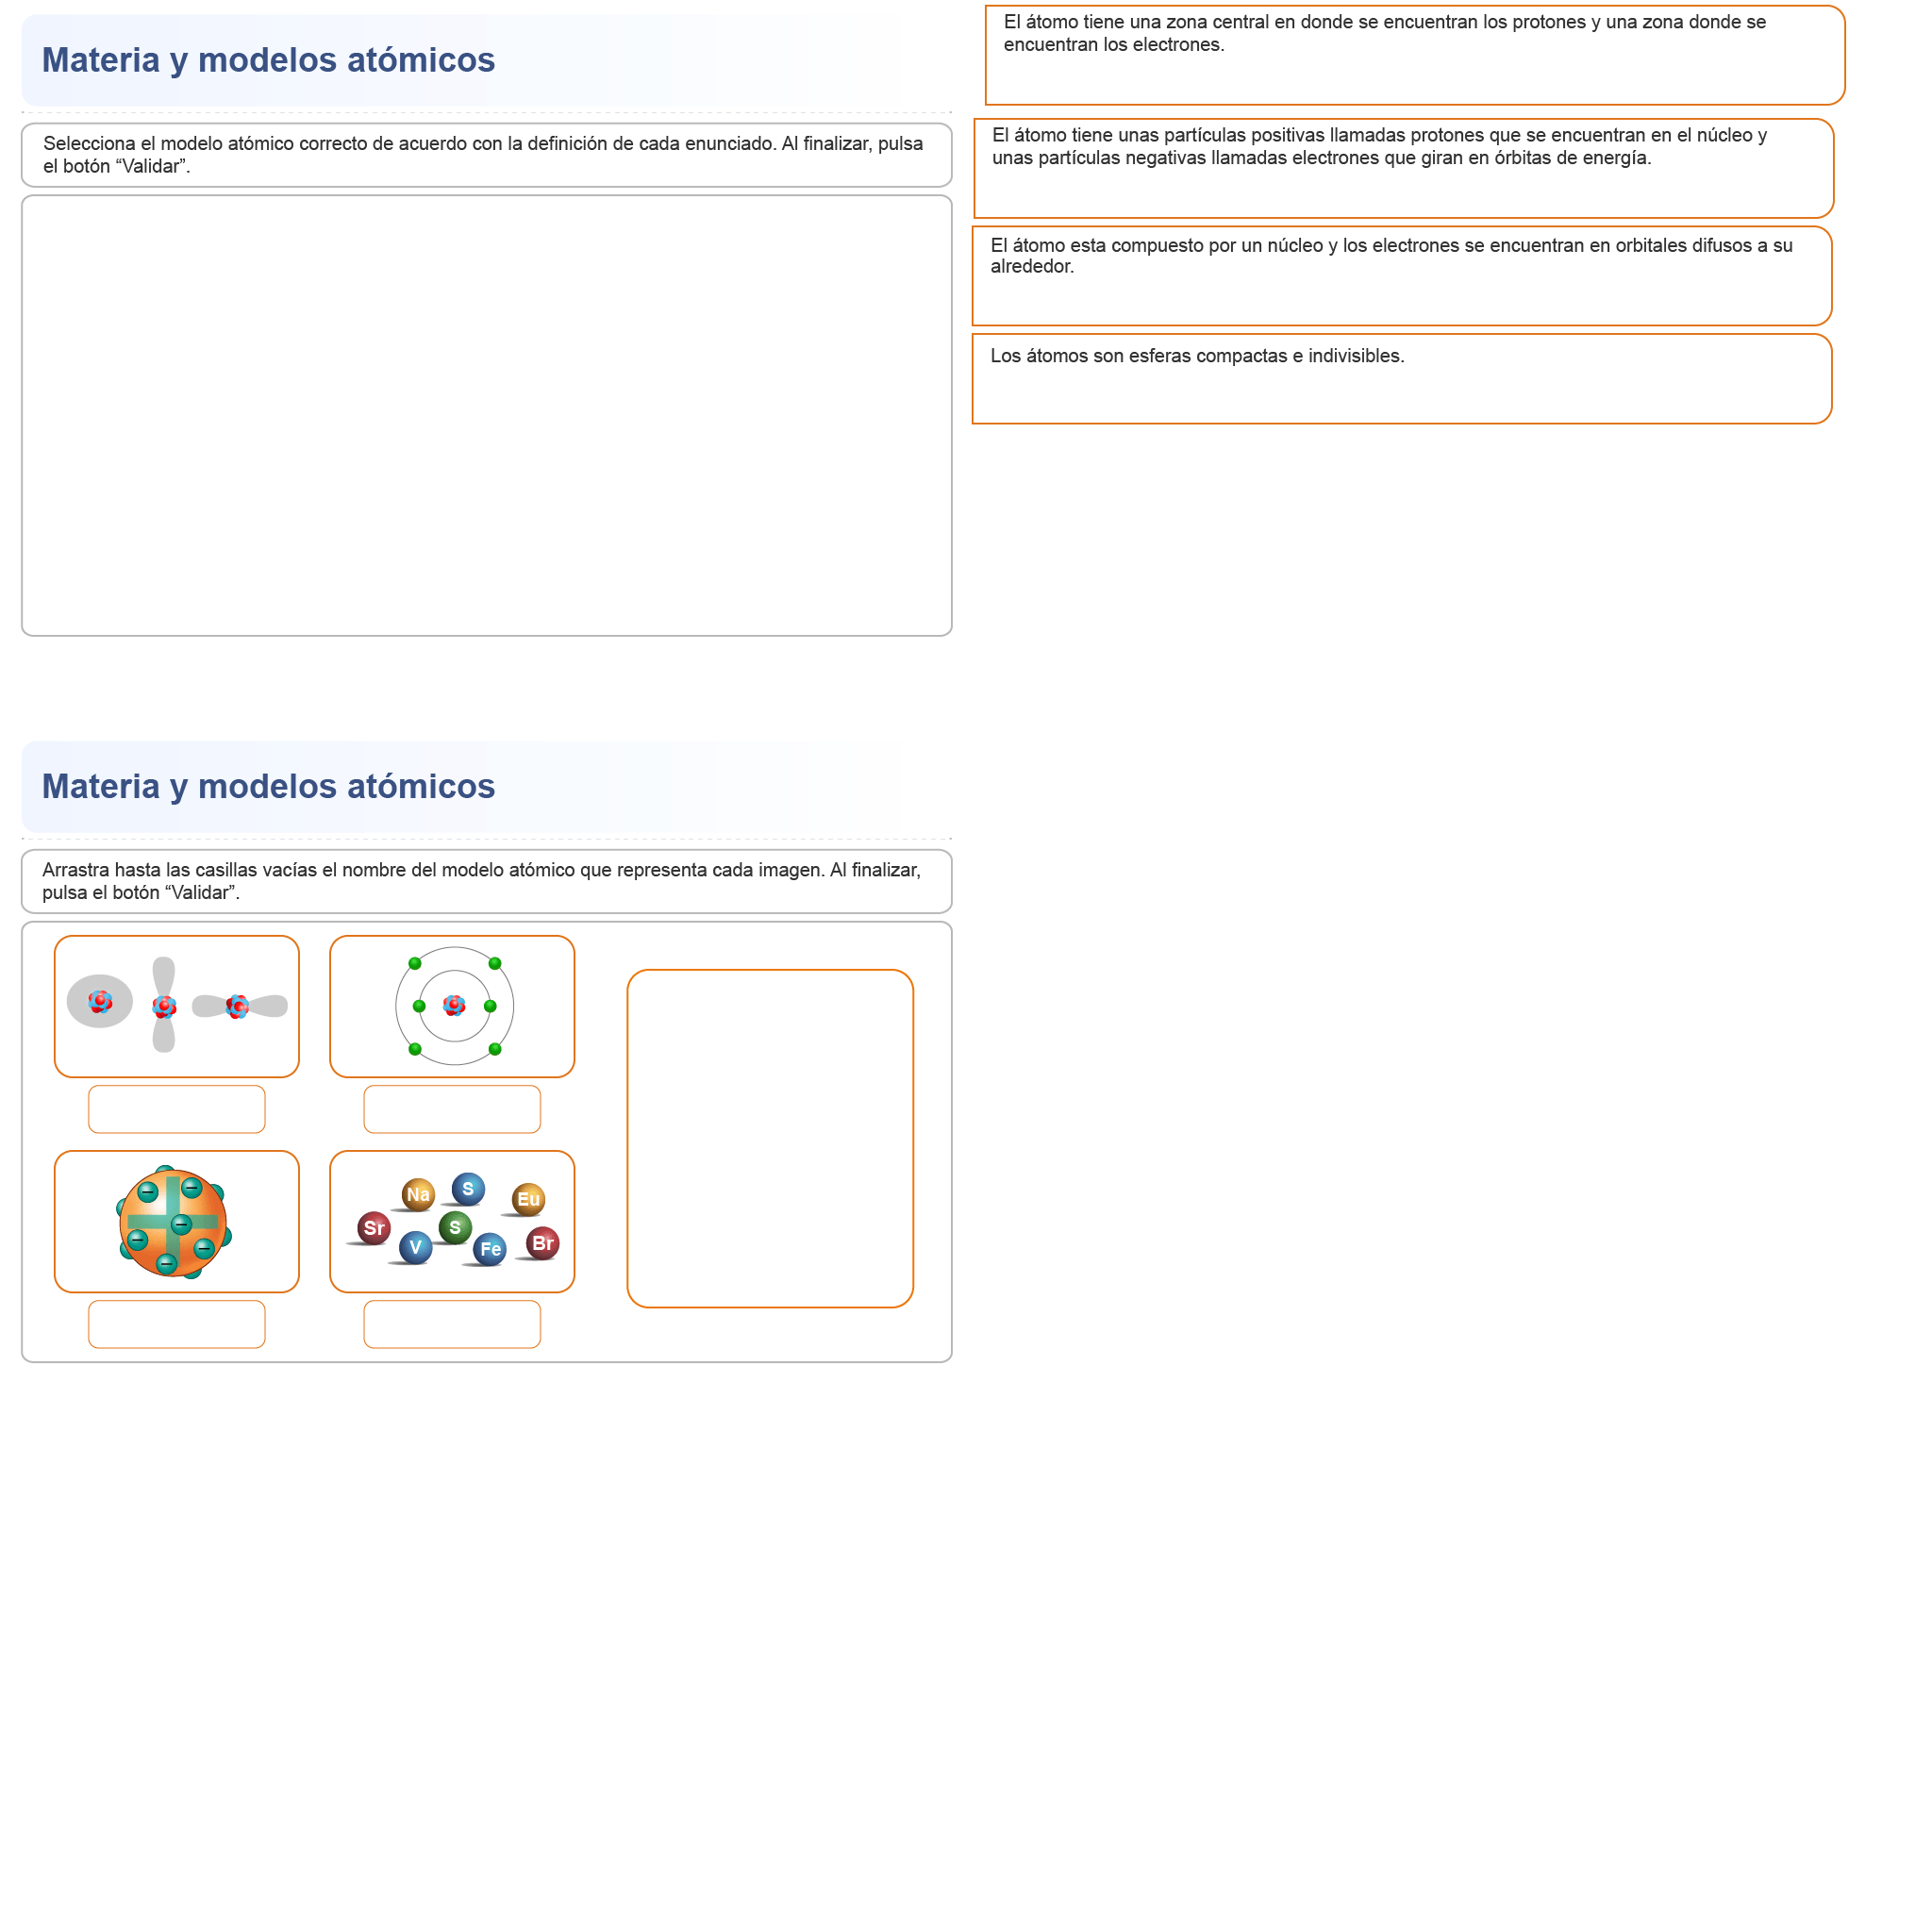 Materia y modelos atómicos
Selecciona el modelo atómico correcto de acuerdo con la definición de cada enunciado. Al finalizar, pulsa
el botón “Validar”.
El átomo tiene una zona central en donde se encuentran los protones y una zona donde se
encuentran los electrones.
El átomo tiene unas partículas positivas llamadas protones que se encuentran en el núcleo y
unas partículas negativas llamadas electrones que giran en órbitas de energía.
El átomo esta compuesto por un núcleo y los electrones se encuentran en orbitales difusos a su
alrededor.
Los átomos son esferas compactas e indivisibles.
Materia y modelos atómicos
Arrastra hasta las casillas vacías el nombre del modelo atómico que representa cada imagen. Al finalizar,
pulsa el botón “Validar”.
Na
S
Eu
Sr
S
V
Fe
Br